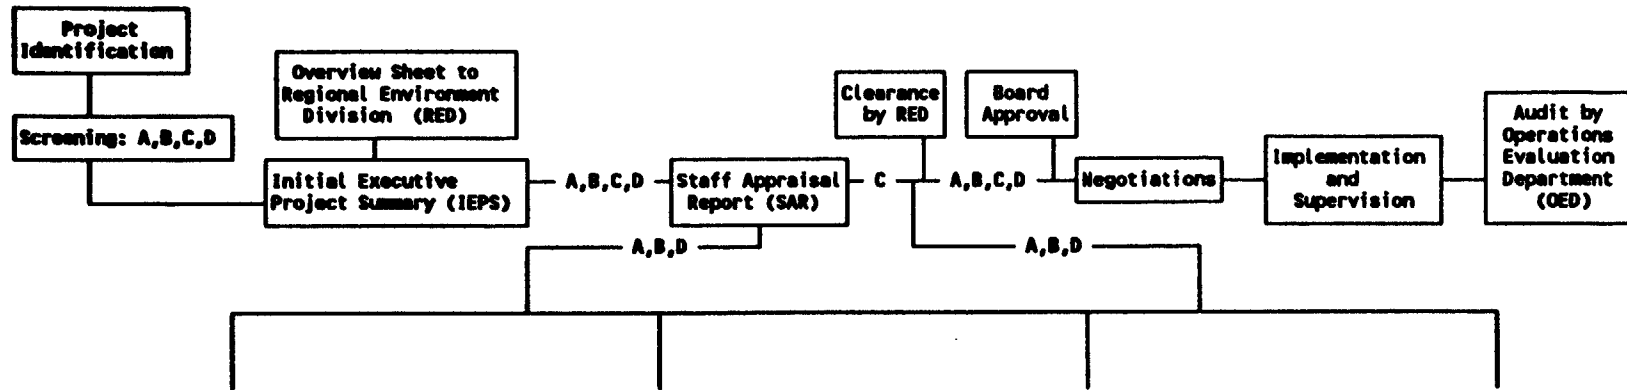 Project
Identification
Screening: A,B,C,D
Overview Sheet to
Regional Environment
Division (RED)
Initial Executive
Project Summary (IEPS)
A,B,C,D
Staff Appraisal
Report (SAR)
C
Clearance
by RED
A,B,C,D
Board
Approval
Negotiations
Implementation
and
Supervision
Audit by
Operations
Evaluation
Department
(OED)
A,B,D
A,B,D